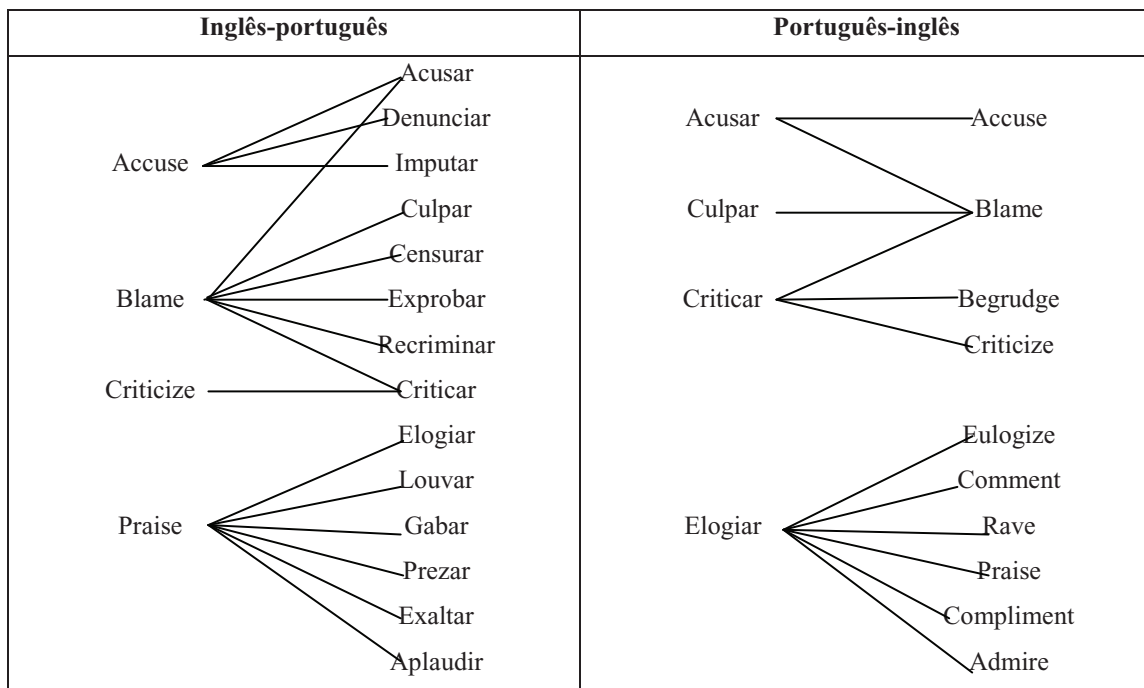 Inglês-português
Português-inglês
Accuse
Blame
Criticize
Praise
Acusar
Denunciar
Imputar
Culpar
Censurar
Exprobar
Recriminar
Criticar
Elogiar
Louvar
Gabar
Prezar
Exaltar
Aplaudir
Acusar
Culpar
Criticar
Elogiar
Accuse
Blame
Begrudge
Criticize
Eulogize
Comment
Rave
Praise
Compliment
Admire